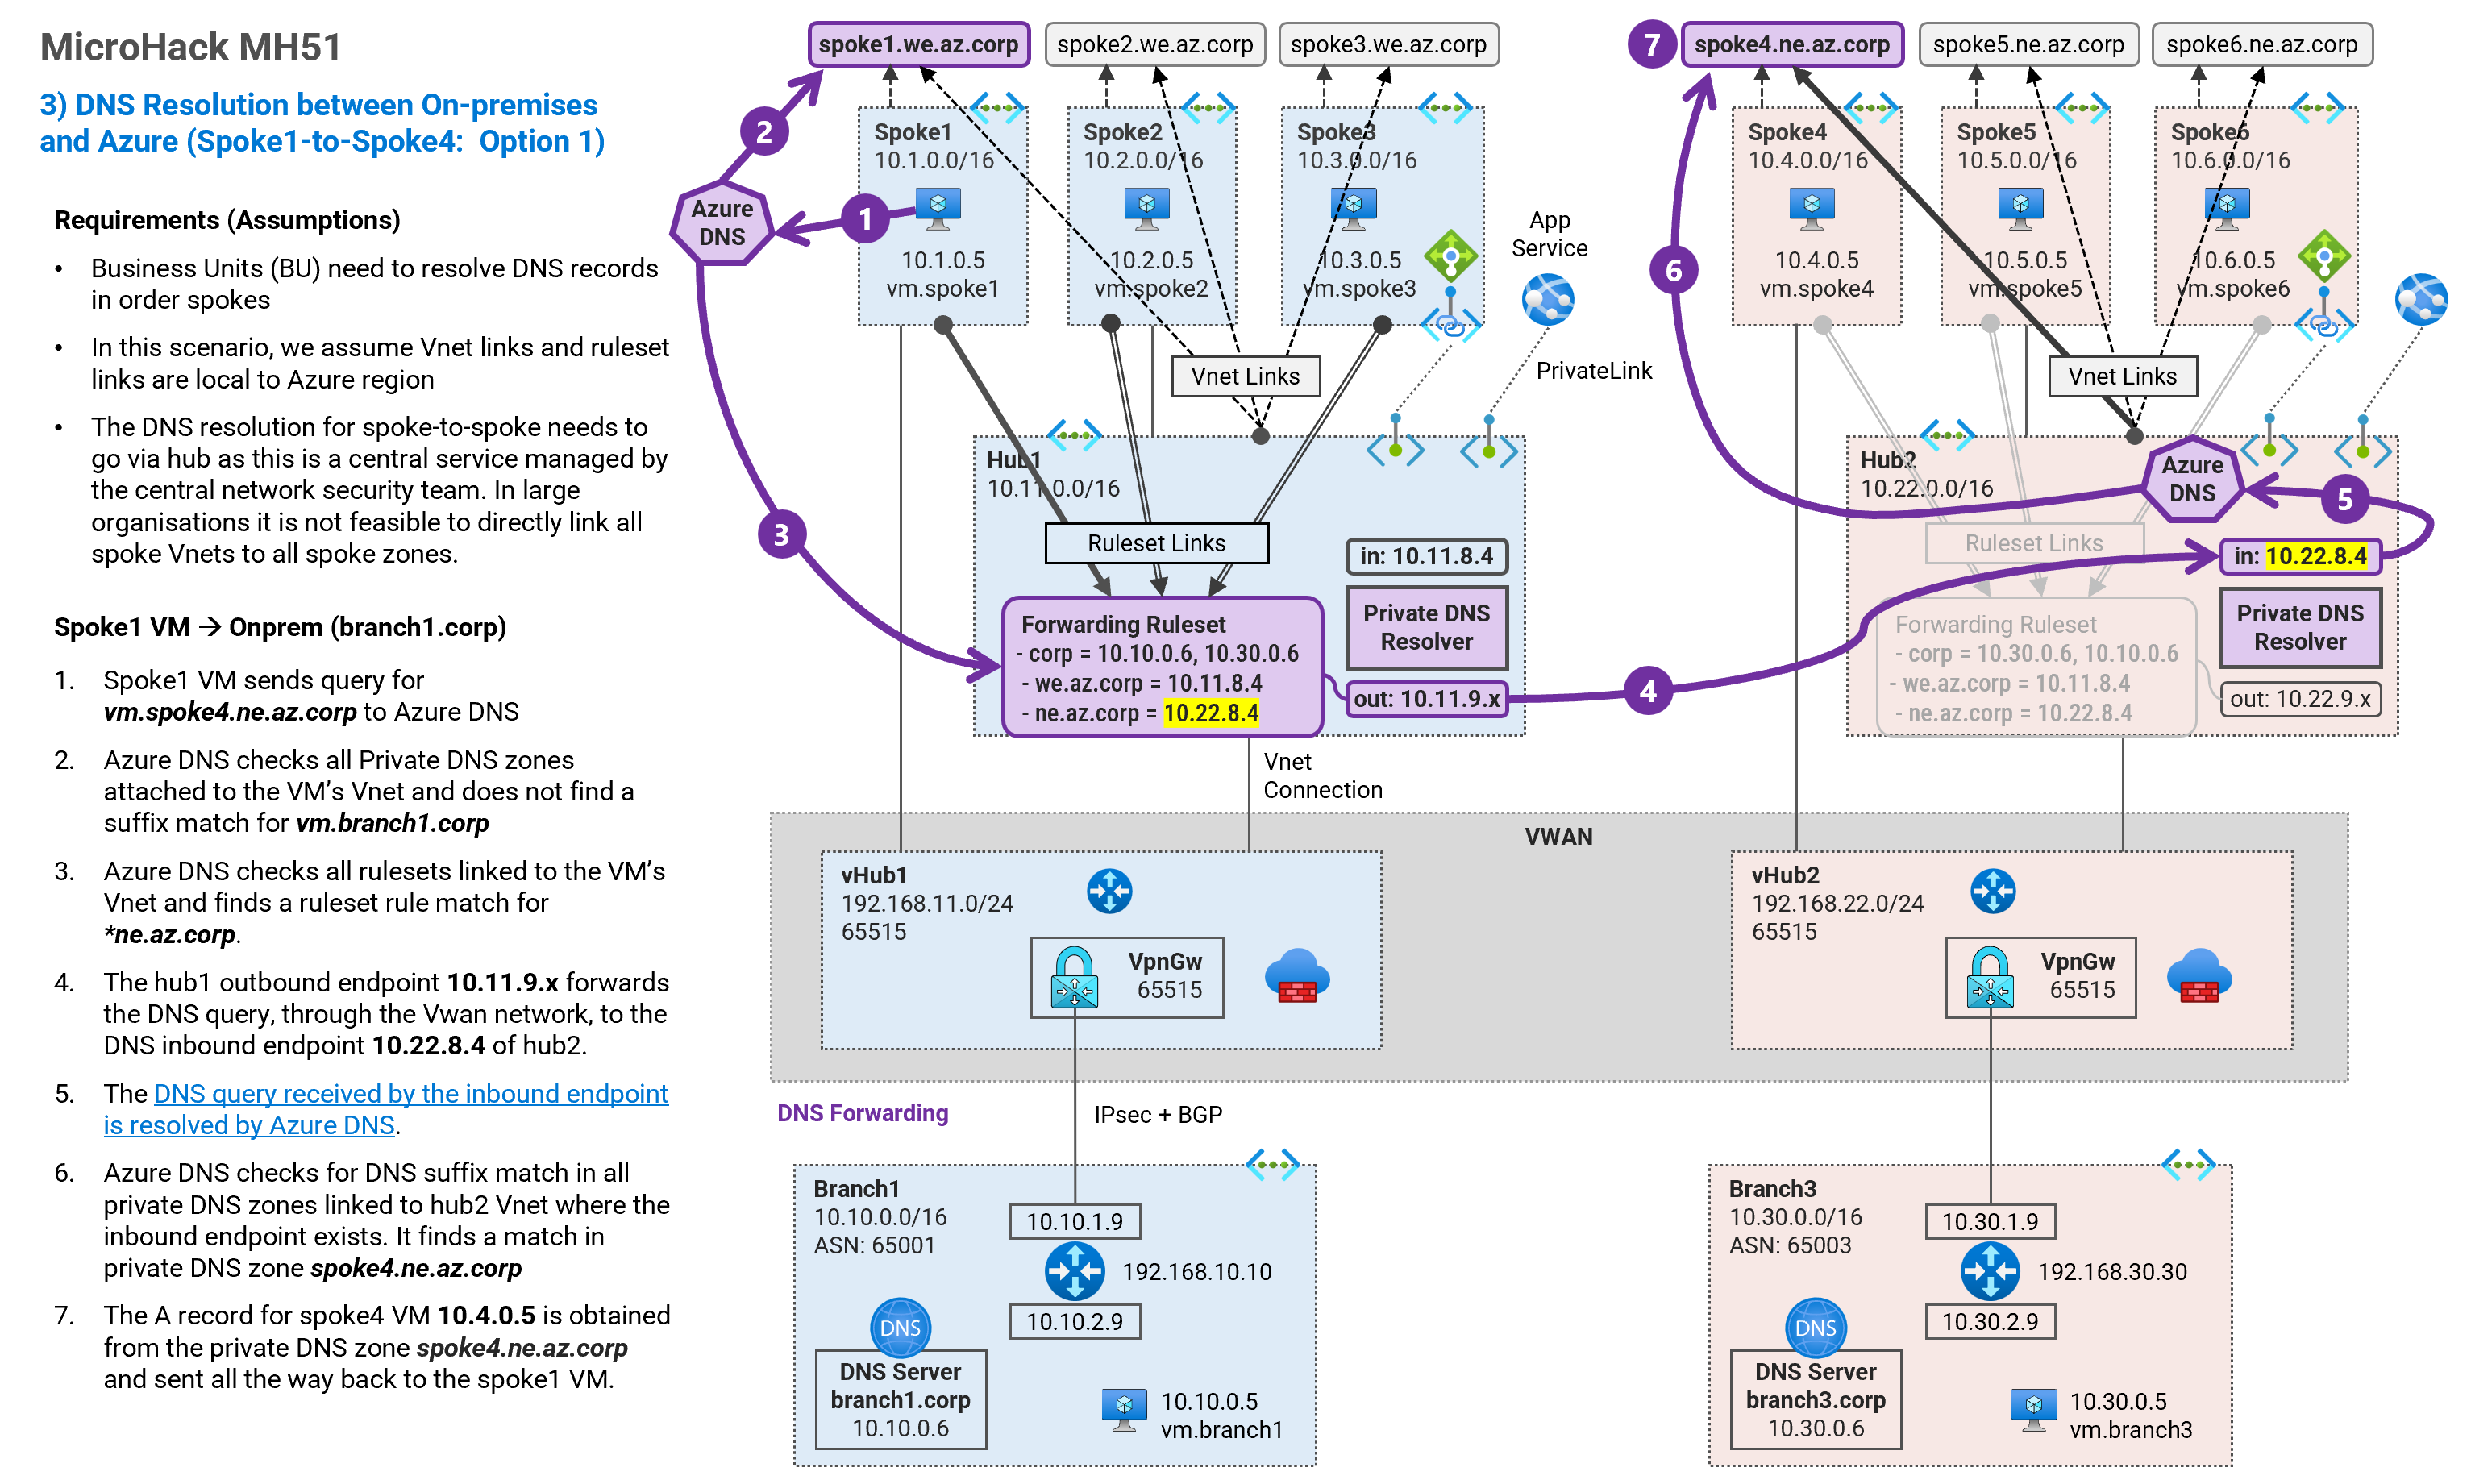 MicroHack MH51
3) DNS Resolution between On-premises
and Azure (Spoke1-to-Spoke4:  Option 1)
Requirements (Assumptions)
• Business Units (BU) need to resolve DNS records
in order spokes
• In this scenario, we assume Vnet links and ruleset
links are local to Azure region
• The DNS resolution for spoke-to-spoke needs to
go via hub as this is a central service managed by
the central network security team. In large
organisations it is not feasible to directly link all
spoke Vnets to all spoke zones.
Spoke1 VM → Onprem (branch1.corp)
1. Spoke1 VM sends query for
vm.spoke4.ne.az.corp to Azure DNS
2. Azure DNS checks all Private DNS zones
attached to the VM's Vnet and does not find a
suffix match for vm.branch1.corp
3. Azure DNS checks all rulesets linked to the VM's
Vnet and finds a ruleset rule match for
*ne.az.corp.
4. The hub1 outbound endpoint 10.11.9.x forwards
the DNS query, through the Vwan network, to the
DNS inbound endpoint 10.22.8.4 of hub2.
5. The DNS query received by the inbound endpoint
is resolved by Azure DNS.
6. Azure DNS checks for DNS suffix match in all
private DNS zones linked to hub2 Vnet where the
inbound endpoint exists. It finds a match in
private DNS zone spoke4.ne.az.corp
7. The A record for spoke4 VM 10.4.0.5 is obtained
from the private DNS zone spoke4.ne.az.corp
and sent all the way back to the spoke1 VM.
spoke1.we.az.corp
spoke2.we.az.corp
spoke3.we.az.corp
7
spoke4.ne.az.corp
spoke5.ne.az.corp
spoke6.ne.az.corp
2
Azure
DNS
1
3
Spoke1
10.1.0.0/16
10.1.0.5
vm.spoke1
Spoke2
10.2.0.0/16
10.2.0.5
vm.spoke2
Spoke3
10.3.0.0/16
10.3.0.5
vm.spoke3
App
Service
PrivateLink
Vnet Links
6
Spoke4
10.4.0.0/16
10.4.0.5
vm.spoke4
Spoke5
10.5.0.0/16
10.5.0.5
vm.spoke5
Spoke6
10.6.0.0/16
10.6.0.5
vm.spoke6
Vnet Links
Hub1
10.11.0.0/16
Ruleset Links
in: 10.11.8.4
Private DNS
Resolver
out: 10.11.9.x
Forwarding Ruleset
- corp = 10.10.0.6, 10.30.0.6
- we.az.corp = 10.11.8.4
- ne.az.corp = 10.22.8.4
4
Hub2
10.22.0.0/16
Azure
DNS
5
Ruleset Links
in: 10.22.8.4
Private DNS
Resolver
out: 10.22.9.x
Forwarding Ruleset
- corp = 10.30.0.6, 10.10.0.6
- we.az.corp = 10.11.8.4
- ne.az.corp = 10.22.8.4
Vnet
Connection
VWAN
vHub1
192.168.11.0/24
65515
VpnGw
65515
vHub2
192.168.22.0/24
65515
VpnGw
65515
DNS Forwarding
IPsec + BGP
Branch1
10.10.0.0/16
ASN: 65001
10.10.1.9
192.168.10.10
10.10.2.9
DNS
DNS Server
branch1.corp
10.10.0.6
10.10.0.5
vm.branch1
Branch3
10.30.0.0/16
ASN: 65003
10.30.1.9
192.168.30.30
10.30.2.9
DNS
DNS Server
branch3.corp
10.30.0.6
10.30.0.5
vm.branch3